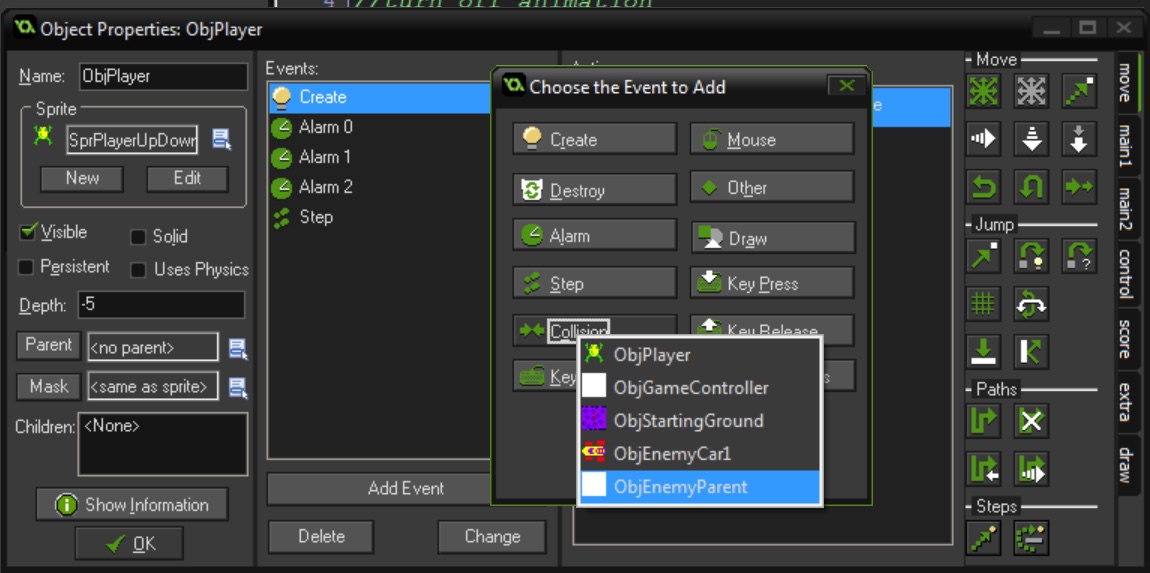 4 //turn off animation
Object Properties: ObjPlayer
Name: ObjPlayer
Sprite
SprPlayerUpDowr
New Edit
Visible Solid
Persistent Uses Physics
Depth: -5
Parent <no parent>
Mask <same as sprite>
Children: <None>
Show Information
OK
Events:
Create
Alarm 0
Alarm 1
Alarm 2
Step
Add Event
Delete Change
Choose the Event to Add
Create Mouse
Destroy Other
Alarm Draw
Step Key Press
Collision Key Release
Key
ObjPlayer
ObjGameController
ObjStartingGround
ObjEnemyCar1
ObjEnemyParent
Move
Jump
Paths
Steps
move
main1
main2
control
score
extra
draw